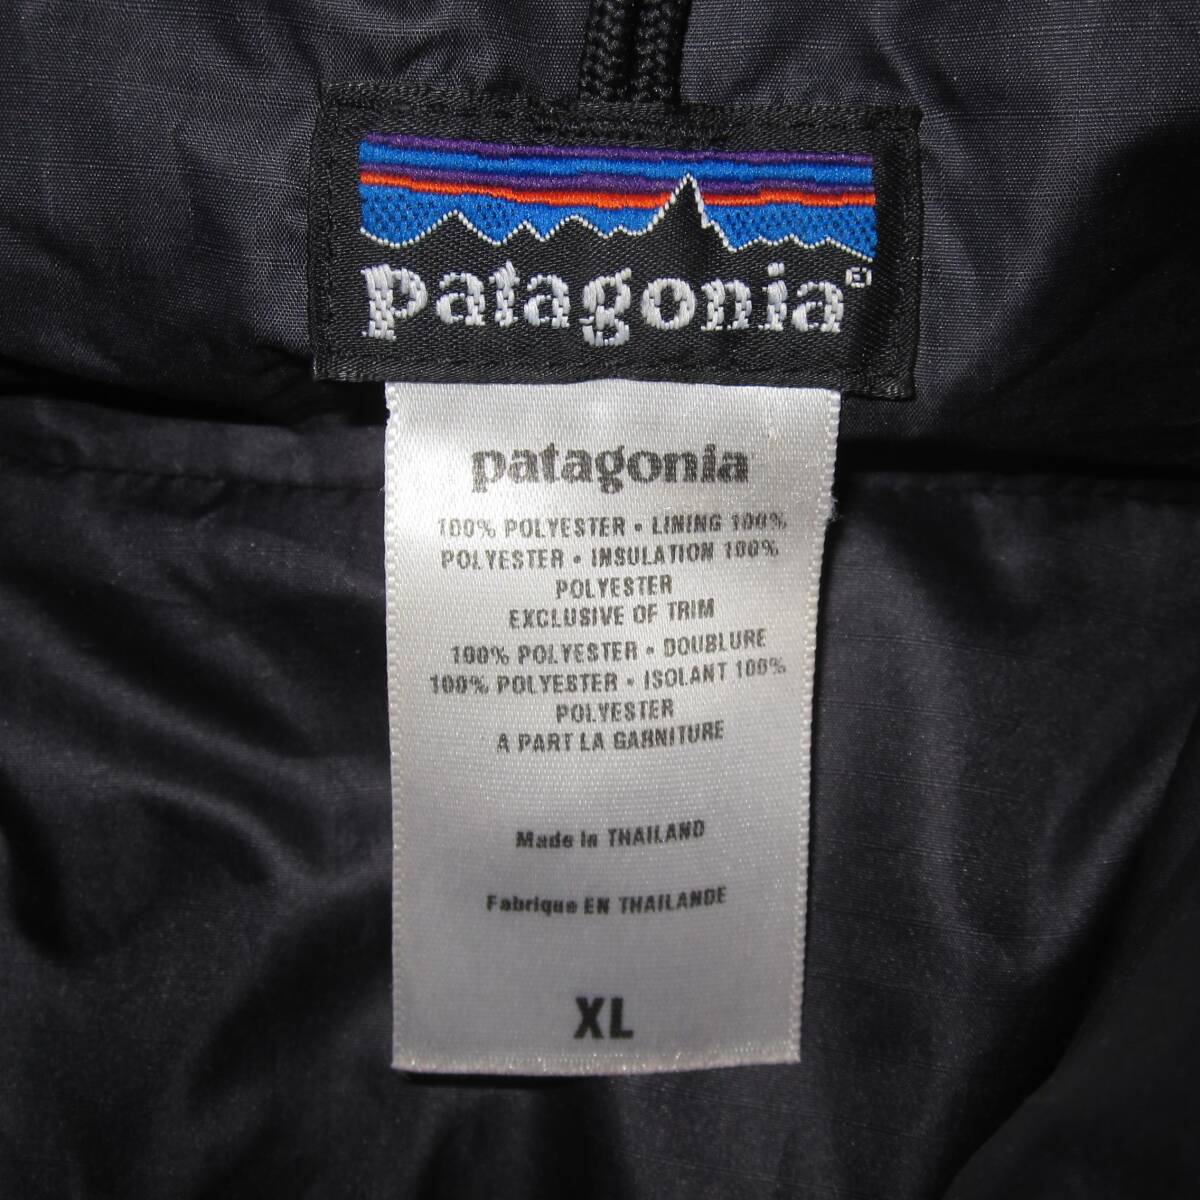 patagonia
patagonia
100% POLYESTER • LINING 100%
POLYESTER • INSULATION 100%
POLYESTER
EXCLUSIVE OF TRIM
100% POLYESTER • DOUBLURE
100% POLYESTER • ISOLANT 100%
POLYESTER
A PART LA GARNITURE
Made in THAILAND
Fabrique EN THAILANDE
XL